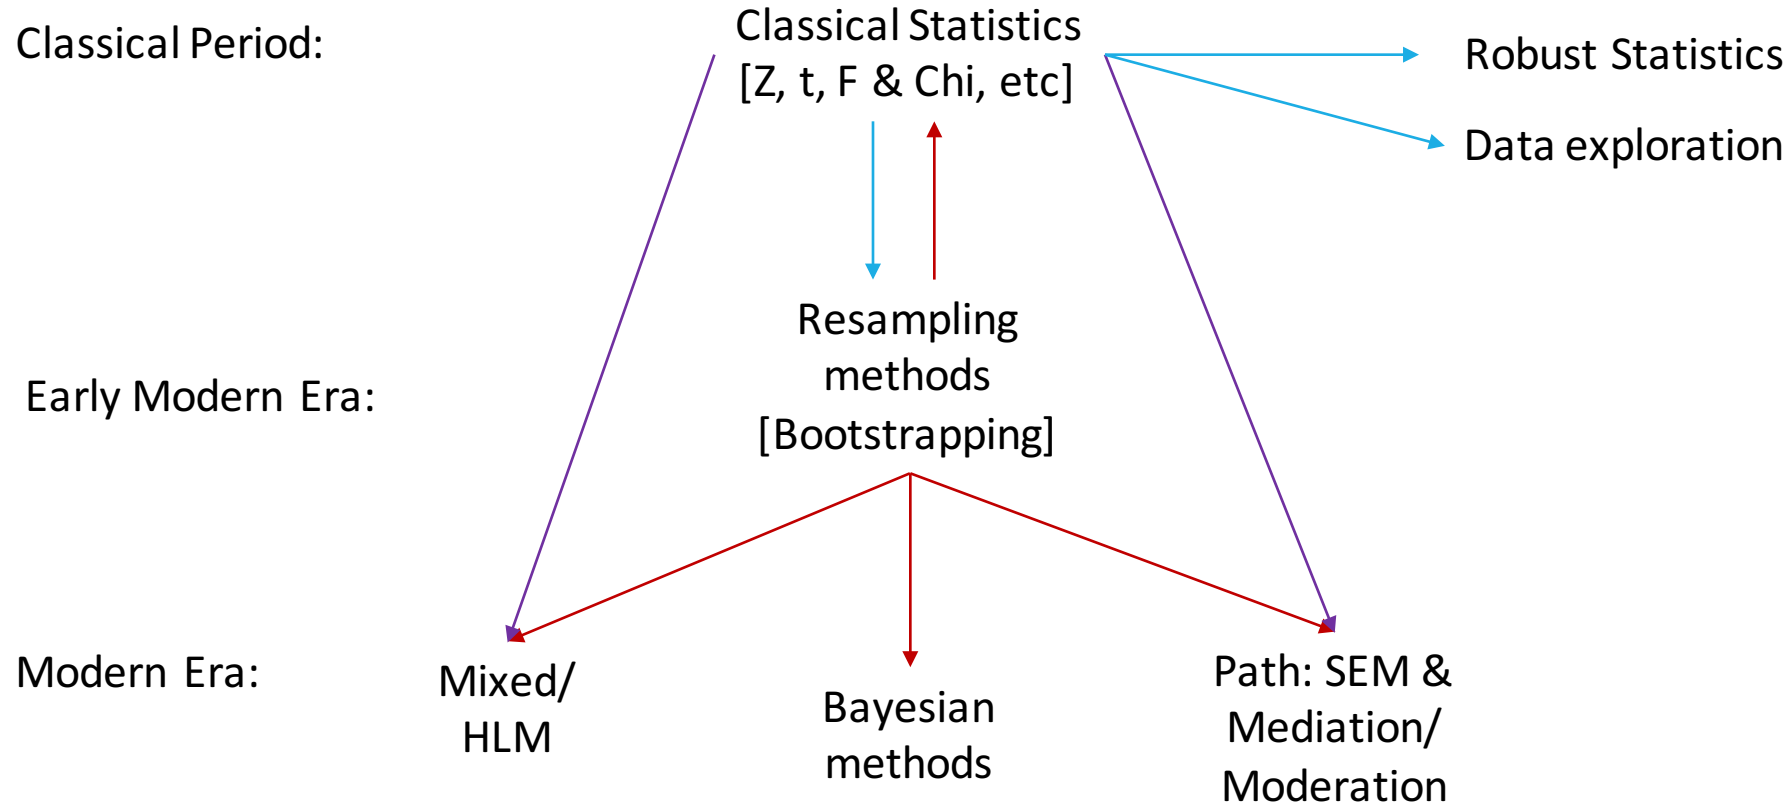 Classical Period:
Classical Statistics
[Z, t, F & Chi, etc]
Robust Statistics
Data exploration
Early Modern Era:
Resampling
methods
[Bootstrapping]
Modern Era:
Mixed/
HLM
Bayesian
methods
Path: SEM &
Mediation/
Moderation